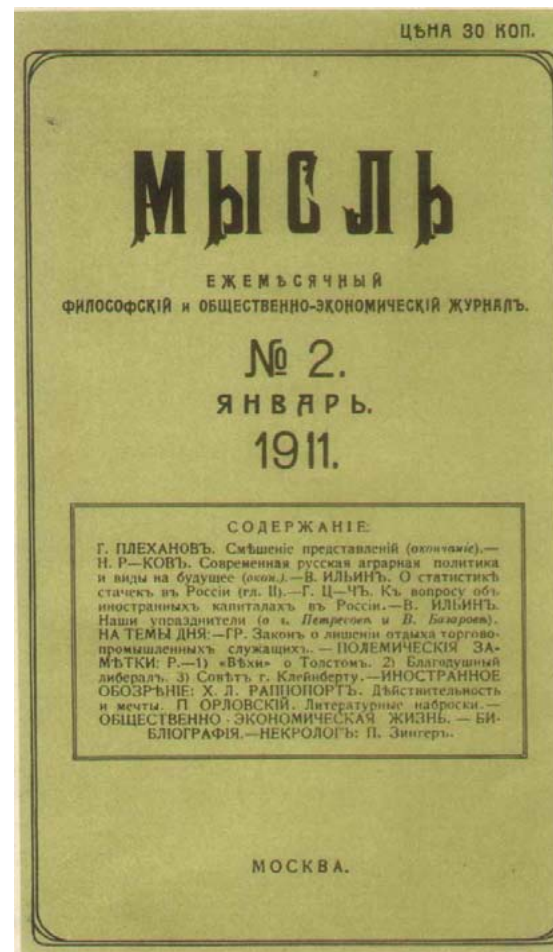 ЦѢНА 30 КОП.
МЫСЛЬ
ЕЖЕМѢСЯЧНЫЙ
ФИЛОСОФСКІЙ и ОБЩЕСТВЕННО-ЭКОНОМИЧЕСКІЙ ЖУРНАЛЪ.
№ 2.
ЯНВАРЬ.
1911.
СОДЕРЖАНІЕ:
Г. ПЛЕХАНОВЪ. Смѣшеніе представленій (окончаніе).—
Н. Р—КОВЪ. Современная русская аграрная политика
и виды на будущее (окон.).—В. ИЛЬИНЪ. О статистикѣ
стачекъ въ Россіи (гл. II).—Г. Ц—ЧЪ. Къ вопросу объ
иностранныхъ капиталахъ въ Россіи.—В. ИЛЬИНЪ.
Наши упразднители (о г. Петресовѣ и В. Базаровѣ).
НА ТЕМЫ ДНЯ:—ГР. Законъ о лишеніи отдыха торгово-
промышленныхъ служащихъ. — ПОЛЕМИЧЕСКІЯ ЗА-
МѢТКИ: Р.—1) «Вѣхи» о Толстомъ. 2) Благодушный
либералъ. 3) Совѣтъ г. Клейнберту.—ИНОСТРАННОЕ
ОБОЗРѢНІЕ: Х. Л. РАППОПОРТЪ. Дѣйствительность
и мечты. П. ОРЛОВСКІЙ. Литературные наброски.—
ОБЩЕСТВЕННО - ЭКОНОМИЧЕСКАЯ ЖИЗНЬ. — БИ-
БЛІОГРАФІЯ.—НЕКРОЛОГЪ: П. Зингеръ.
МОСКВА.